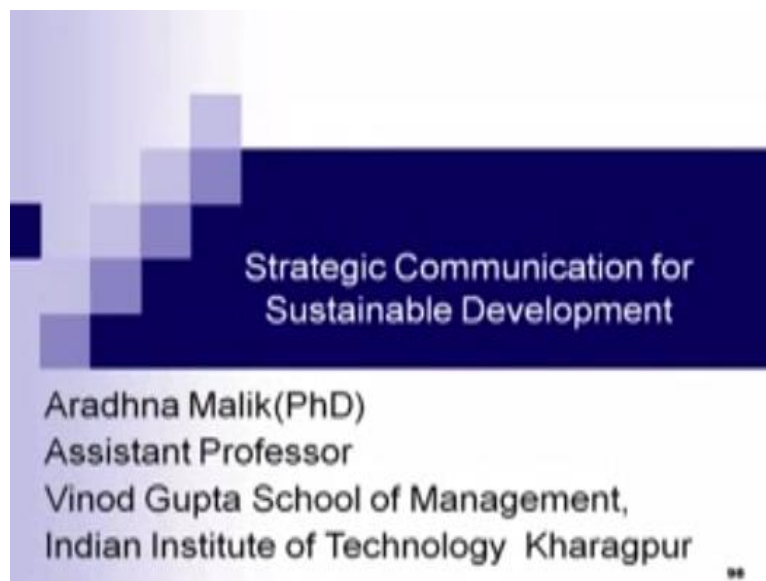 Strategic Communication for
Sustainable Development
Aradhna Malik(PhD)
Assistant Professor
Vinod Gupta School of Management,
Indian Institute of Technology Kharagpur